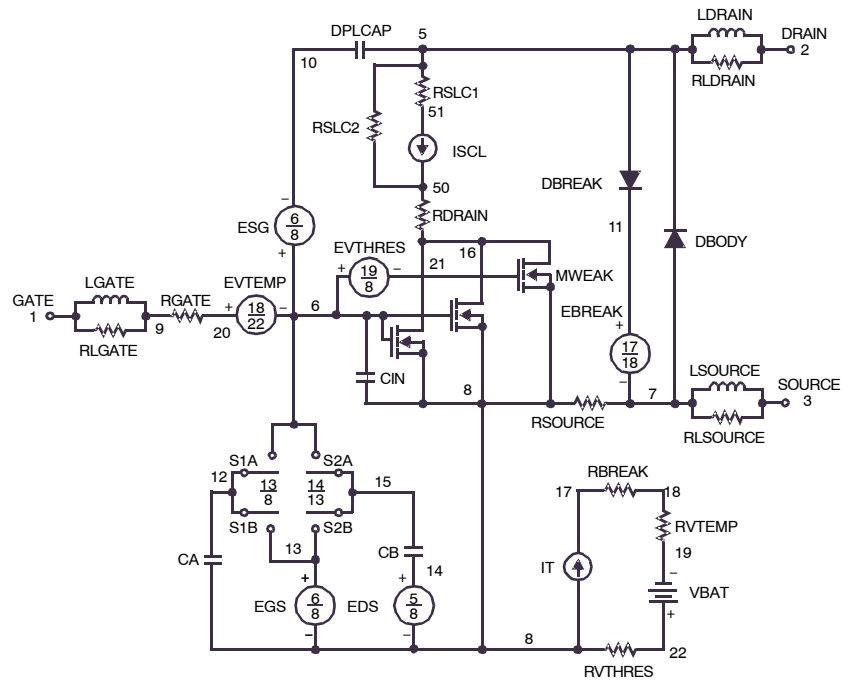 LDRAIN
DPLCAP
5
DRAIN
2
10
RLDRAIN
RSLC1
51
RSLC2
ISCL
50
DBREAK
RDRAIN
ESG
6
8
−
+
11
DBODY
EVTHRES
+
19
8
−
21
16
MWEAK
LGATE
EVTEMP
GATE
1
RGATE
+
18
22
−
6
EBREAK
+
17
18
−
RLGATE
9
20
CIN
8
7
LSOURCE
SOURCE
3
RSOURCE
RLSOURCE
12
S1A
S2A
13
8
14
13
15
S1B
S2B
13
RBREAK
17
18
RVTEMP
19
CA
CB
14
IT
−
VBAT
+
EGS
+
6
8
−
EDS
+
5
8
−
8
22
RVTHRES